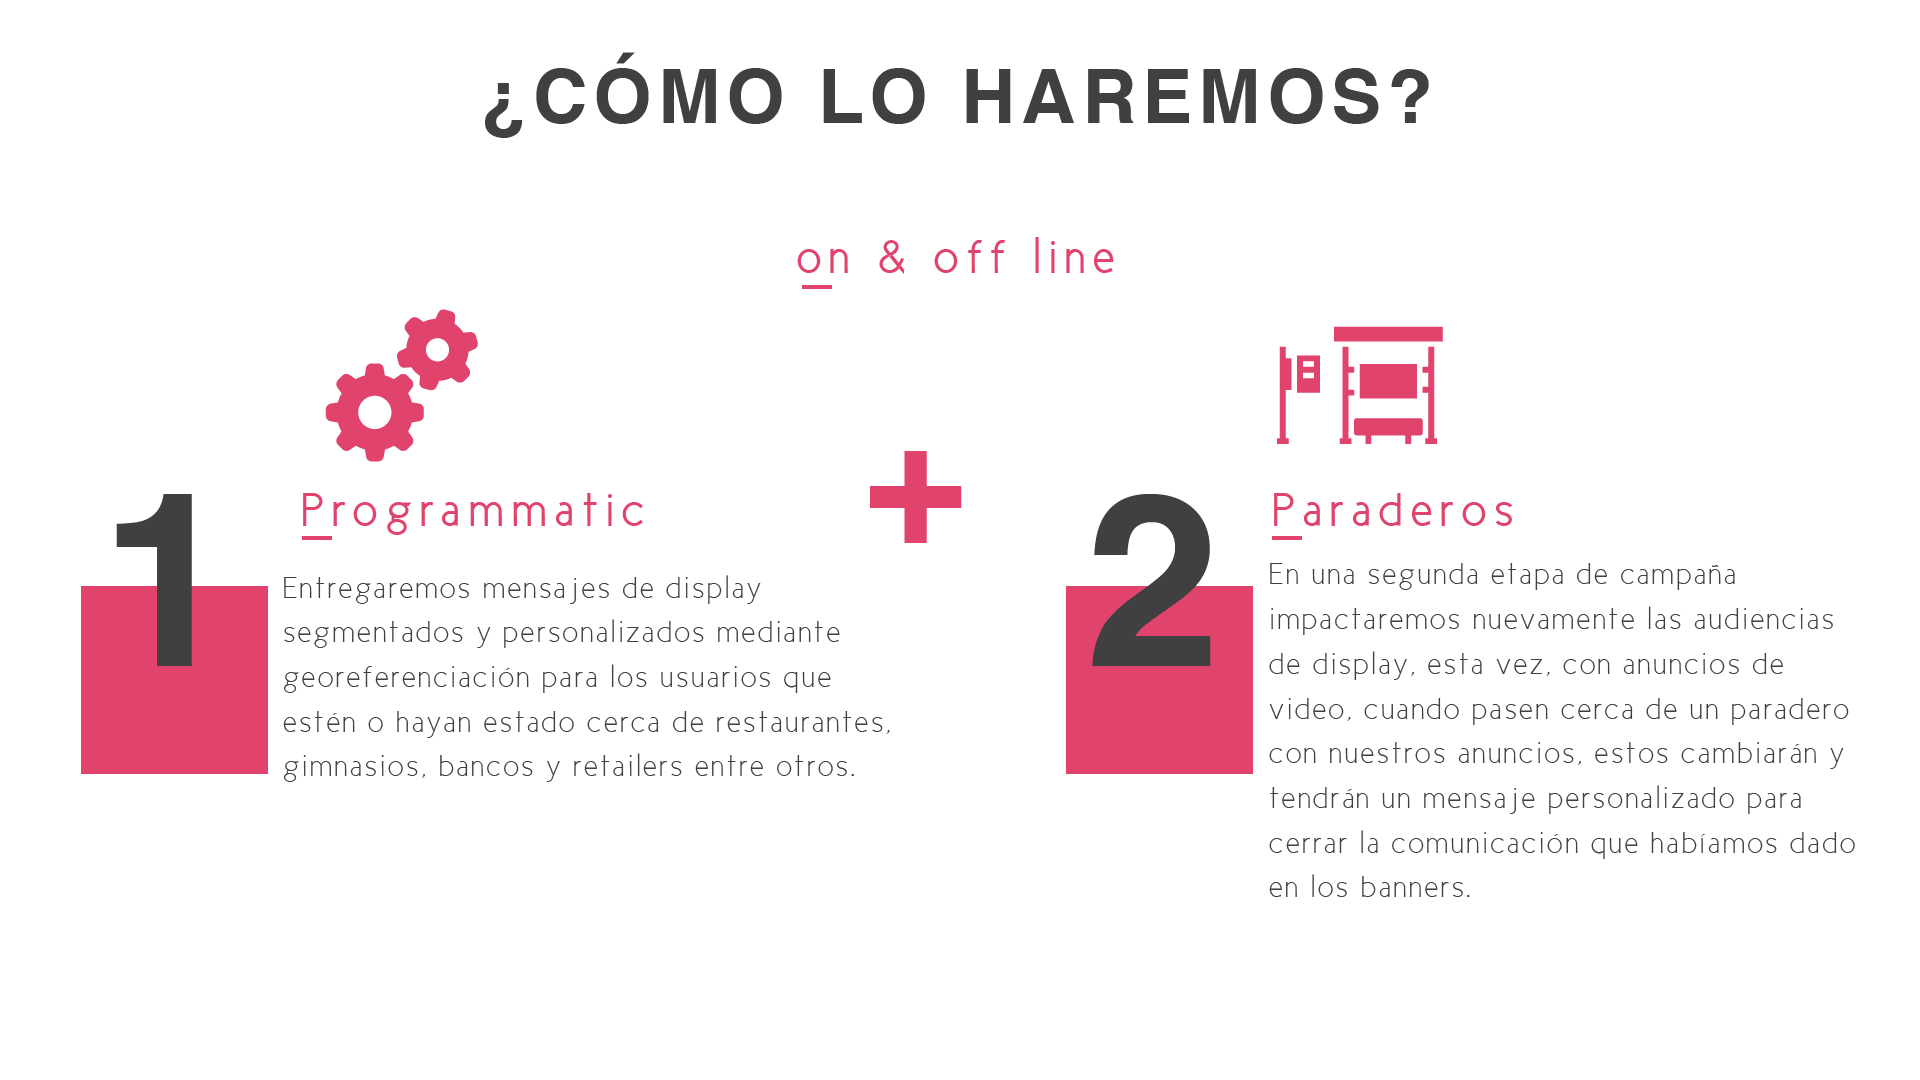 ¿CÓMO LO HAREMOS?
on & off line
1
Programmatic
Entregaremos mensajes de display
segmentados y personalizados mediante
georeferenciación para los usuarios que
estén o hayan estado cerca de restaurantes,
gimnasios, bancos y retailers entre otros.
+
2
Paraderos
En una segunda etapa de campaña
impactaremos nuevamente las audiencias
de display, esta vez, con anuncios de
video, cuando pasen cerca de un paradero
con nuestros anuncios, estos cambiarán y
tendrán un mensaje personalizado para
cerrar la comunicación que habíamos dado
en los banners.